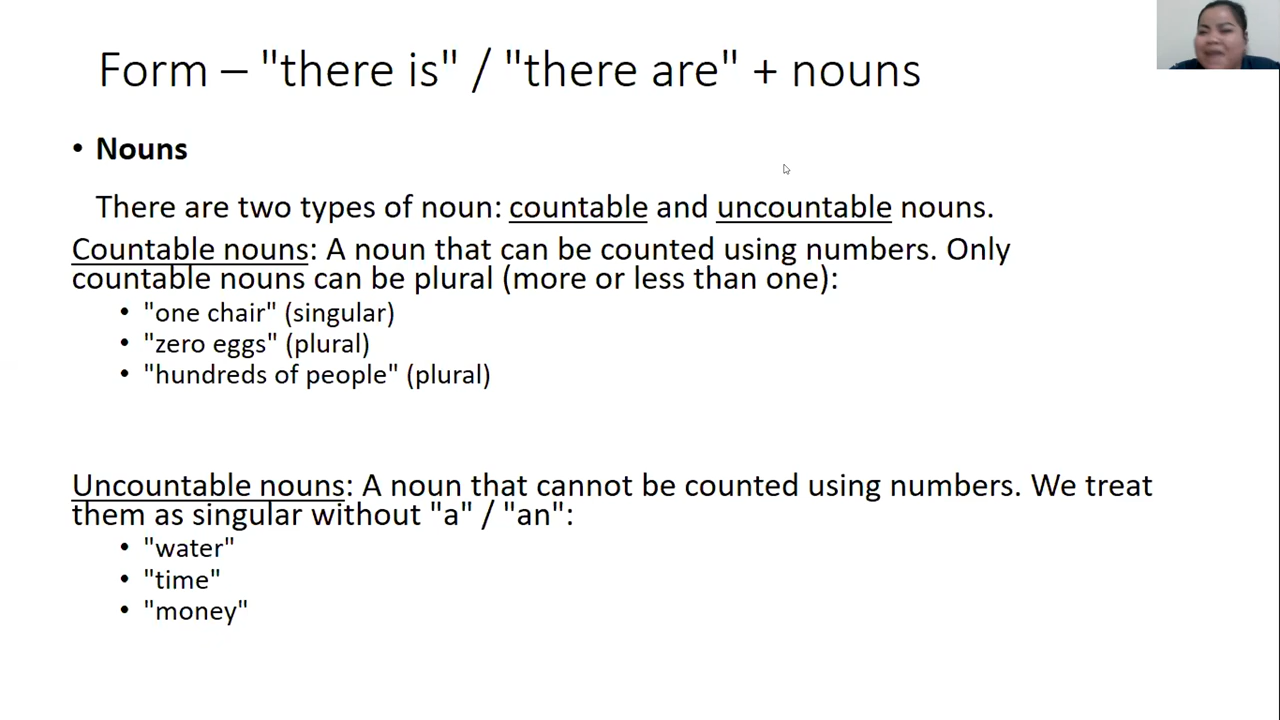 Form – "there is" / "there are" + nouns
• Nouns
There are two types of noun: countable and uncountable nouns.
Countable nouns: A noun that can be counted using numbers. Only
countable nouns can be plural (more or less than one):
• "one chair" (singular)
• "zero eggs" (plural)
• "hundreds of people" (plural)
Uncountable nouns: A noun that cannot be counted using numbers. We treat
them as singular without "a" / "an":
• "water"
• "time"
• "money"